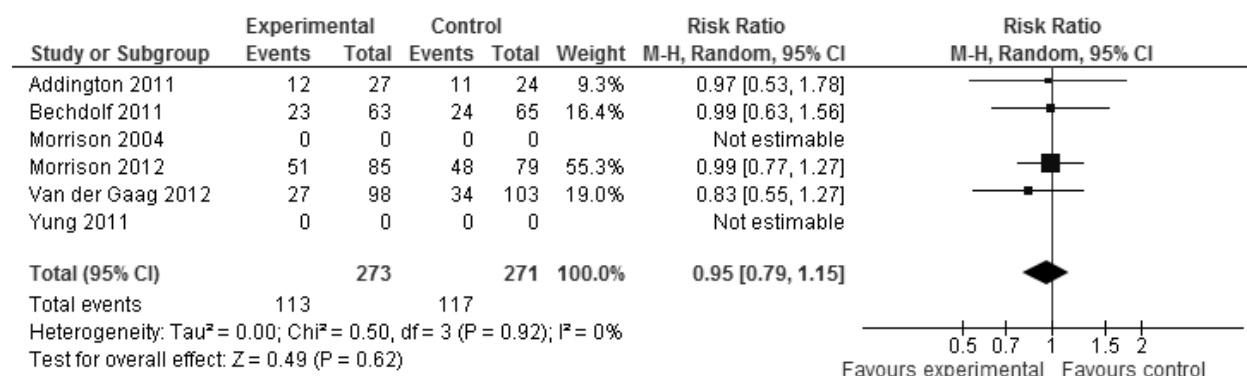 Experimental Control Risk Ratio Risk Ratio
Study or Subgroup Events Total Events Total Weight M-H, Random, 95% CI M-H, Random, 95% CI
Addington 2011 12 27 11 24 9.3% 0.97 [0.53, 1.78]
Bechdolf 2011 23 63 24 65 16.4% 0.99 [0.63, 1.56]
Morrison 2004 0 0 0 0 Not estimable
Morrison 2012 51 85 48 79 55.3% 0.99 [0.77, 1.27]
Van der Gaag 2012 27 98 34 103 19.0% 0.83 [0.55, 1.27]
Yung 2011 0 0 0 0 Not estimable
Total (95% CI) 273 271 100.0% 0.95 [0.79, 1.15]
Total events 113 117
Heterogeneity: Tau² = 0.00; Chi² = 0.50, df = 3 (P = 0.92); I² = 0%
Test for overall effect: Z = 0.49 (P = 0.62)
0.5 0.7 1 1.5 2
Favours experimental Favours control